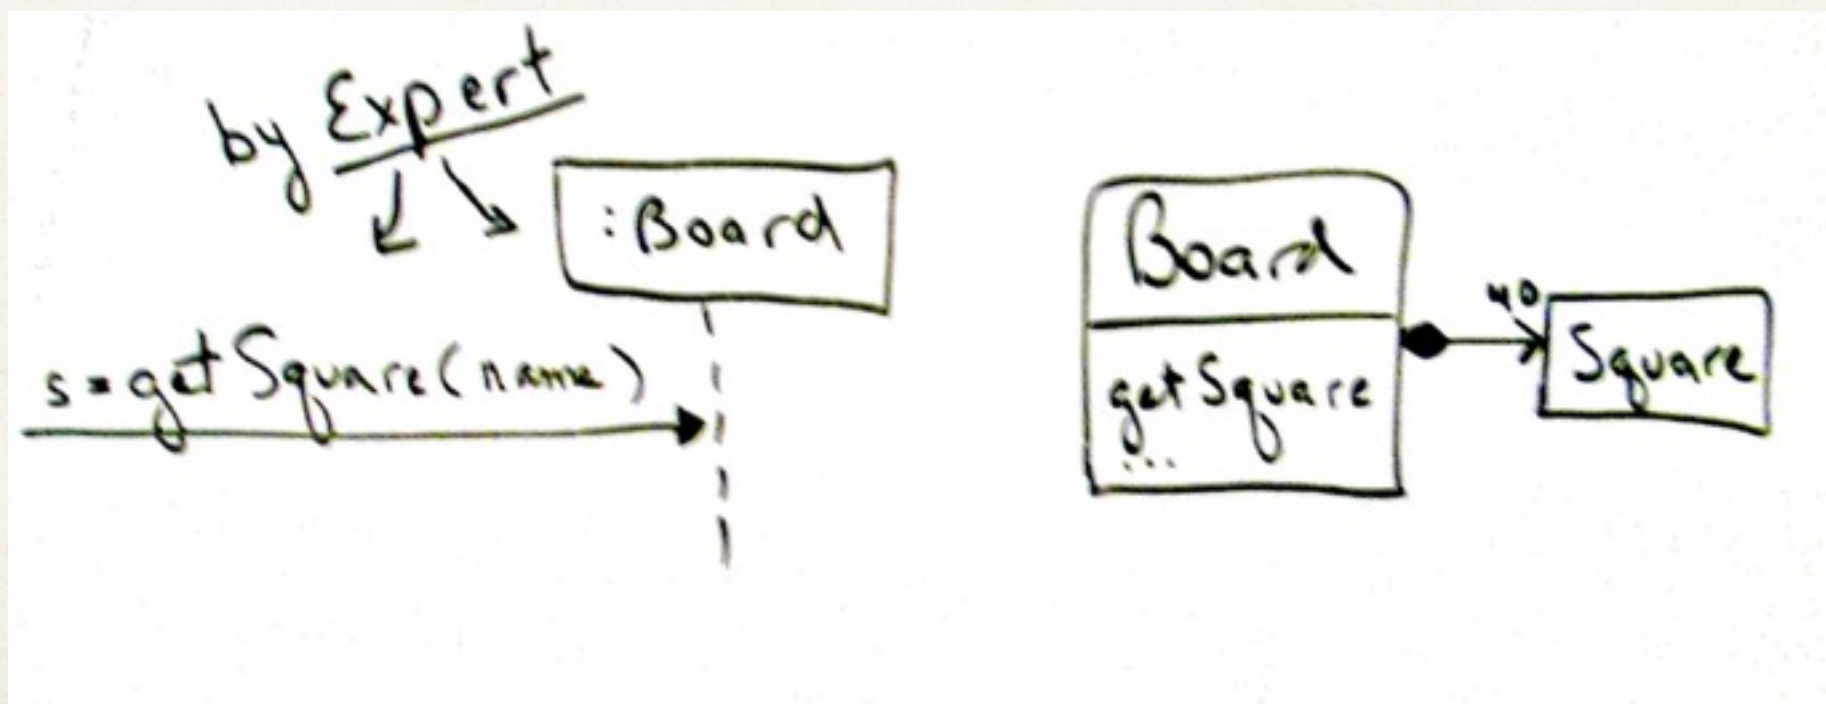 by Expert
:Board
s = getSquare(name)
Board
getSquare
...
40
Square